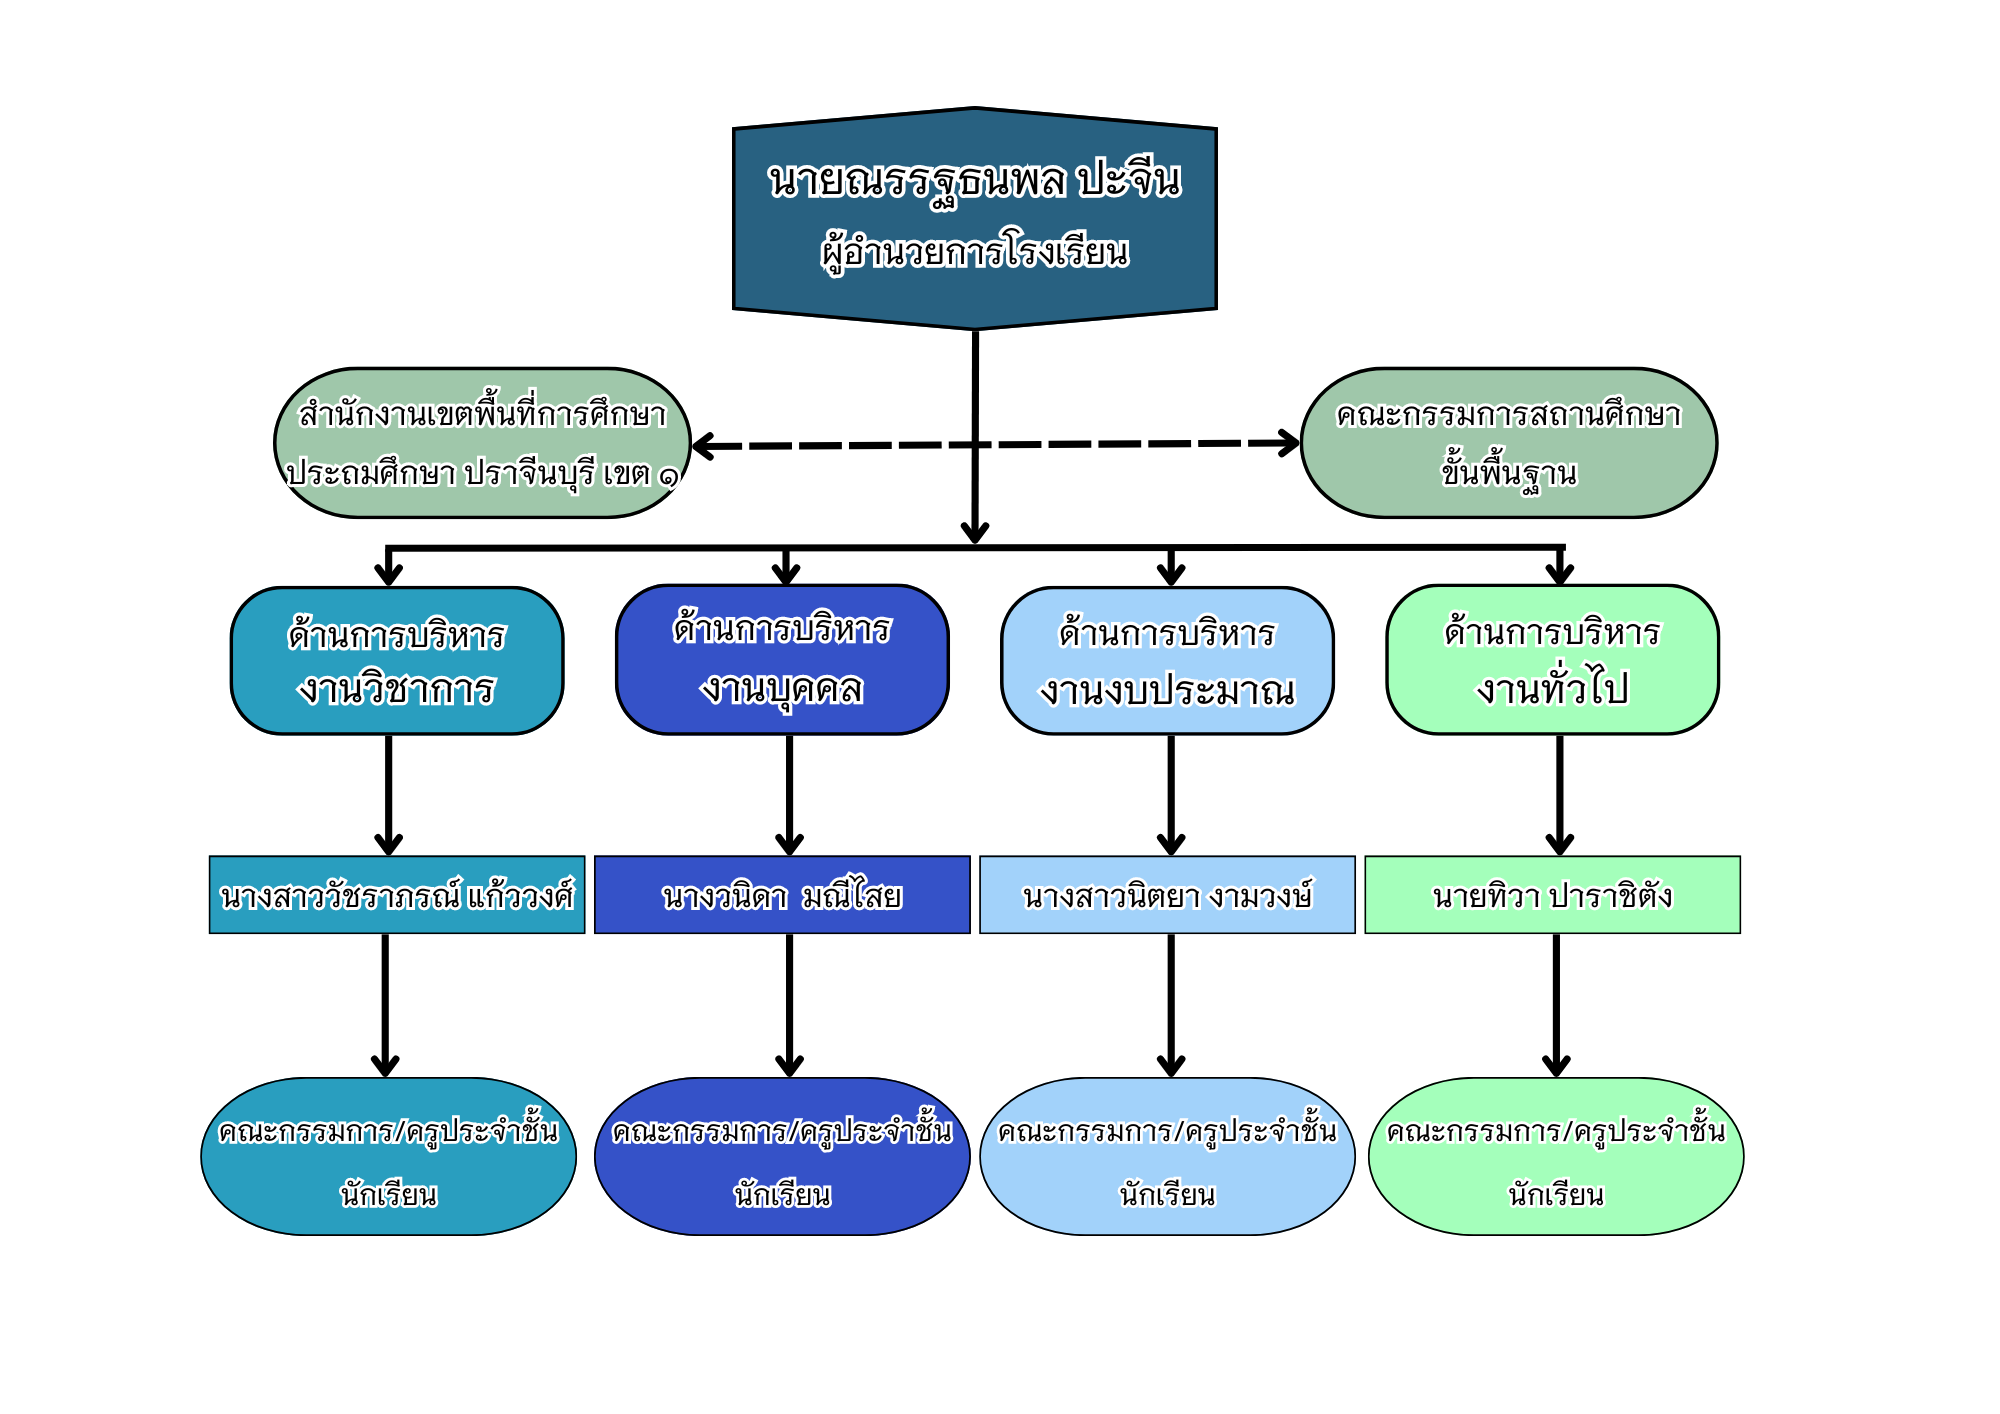 นายณรรฐธนพล ปะจีน
ผู้อำนวยการโรงเรียน
สำนักงานเขตพื้นที่การศึกษา
ประถมศึกษา ปราจีนบุรี เขต ๑
คณะกรรมการสถานศึกษา
ขั้นพื้นฐาน
ด้านการบริหาร
งานวิชาการ
ด้านการบริหาร
งานบุคคล
ด้านการบริหาร
งานงบประมาณ
ด้านการบริหาร
งานทั่วไป
นางสาววัชราภรณ์ แก้ววงศ์
นางวนิดา มณีไสย
นางสาวนิตยา งามวงษ์
นายทิวา ปาราชิตัง
คณะกรรมการ/ครูประจำชั้น
นักเรียน
คณะกรรมการ/ครูประจำชั้น
นักเรียน
คณะกรรมการ/ครูประจำชั้น
นักเรียน
คณะกรรมการ/ครูประจำชั้น
นักเรียน